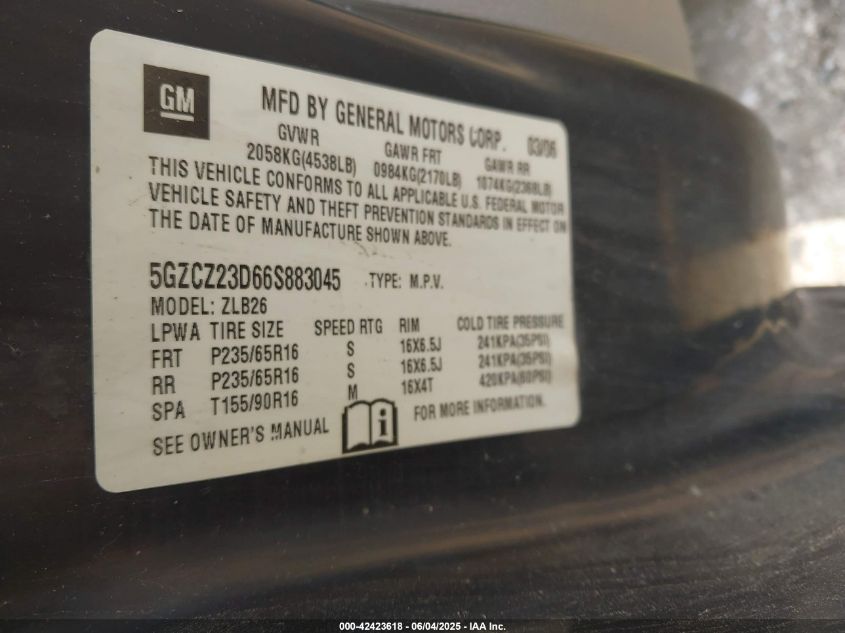 GM
MFD BY GENERAL MOTORS CORP. 03/06
GVWR GAWR FRT GAWR RR
2058KG(4538LB) 0984KG(2170LB) 1074KG(2368LB)
THIS VEHICLE CONFORMS TO ALL APPLICABLE U.S. FEDERAL MOTOR
VEHICLE SAFETY AND THEFT PREVENTION STANDARDS IN EFFECT ON
THE DATE OF MANUFACTURE SHOWN ABOVE.
5GZCZ23D66S883045 TYPE: M.P.V.
MODEL: ZLB26
LPWA TIRE SIZE SPEED RTG RIM COLD TIRE PRESSURE
FRT P235/65R16 S 16X6.5J 241KPA(35PSI)
RR P235/65R16 S 16X6.5J 241KPA(35PSI)
SPA T155/90R16 M 16X4T 420KPA(60PSI)
SEE OWNER'S MANUAL i FOR MORE INFORMATION.
000-42423618 - 06/04/2025 - IAA Inc.